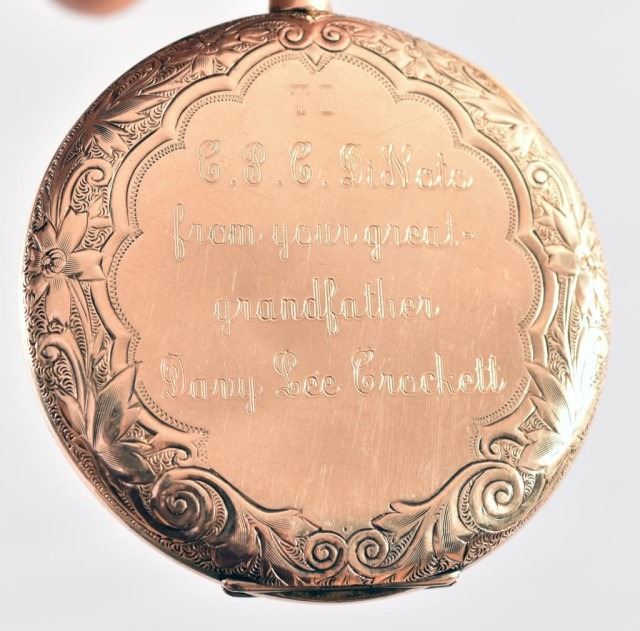 TO
C. P. C. DiNoto
from your great-
grandfather
Davy Lee Crockett